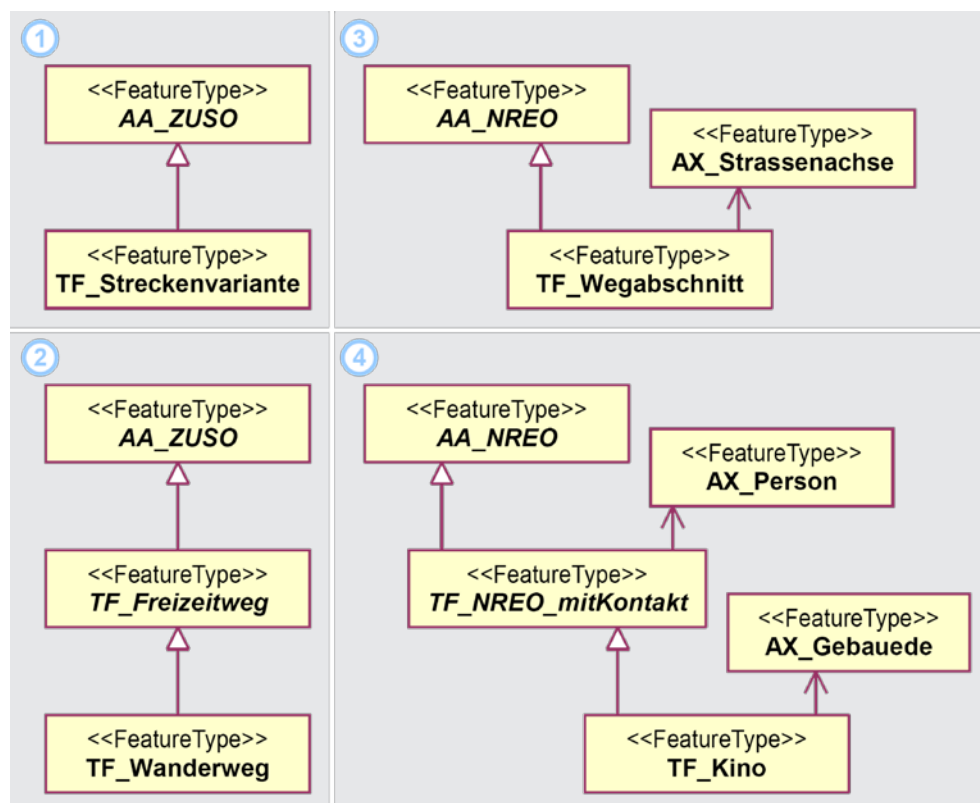 1
<<FeatureType>>
AA_ZUSO
<<FeatureType>>
TF_Streckenvariante
2
<<FeatureType>>
AA_ZUSO
<<FeatureType>>
TF_Freizeitweg
<<FeatureType>>
TF_Wanderweg
3
<<FeatureType>>
AA_NREO
<<FeatureType>>
AX_Strassenachse
<<FeatureType>>
TF_Wegabschnitt
4
<<FeatureType>>
AA_NREO
<<FeatureType>>
AX_Person
<<FeatureType>>
TF_NREO_mitKontakt
<<FeatureType>>
AX_Gebauede
<<FeatureType>>
TF_Kino